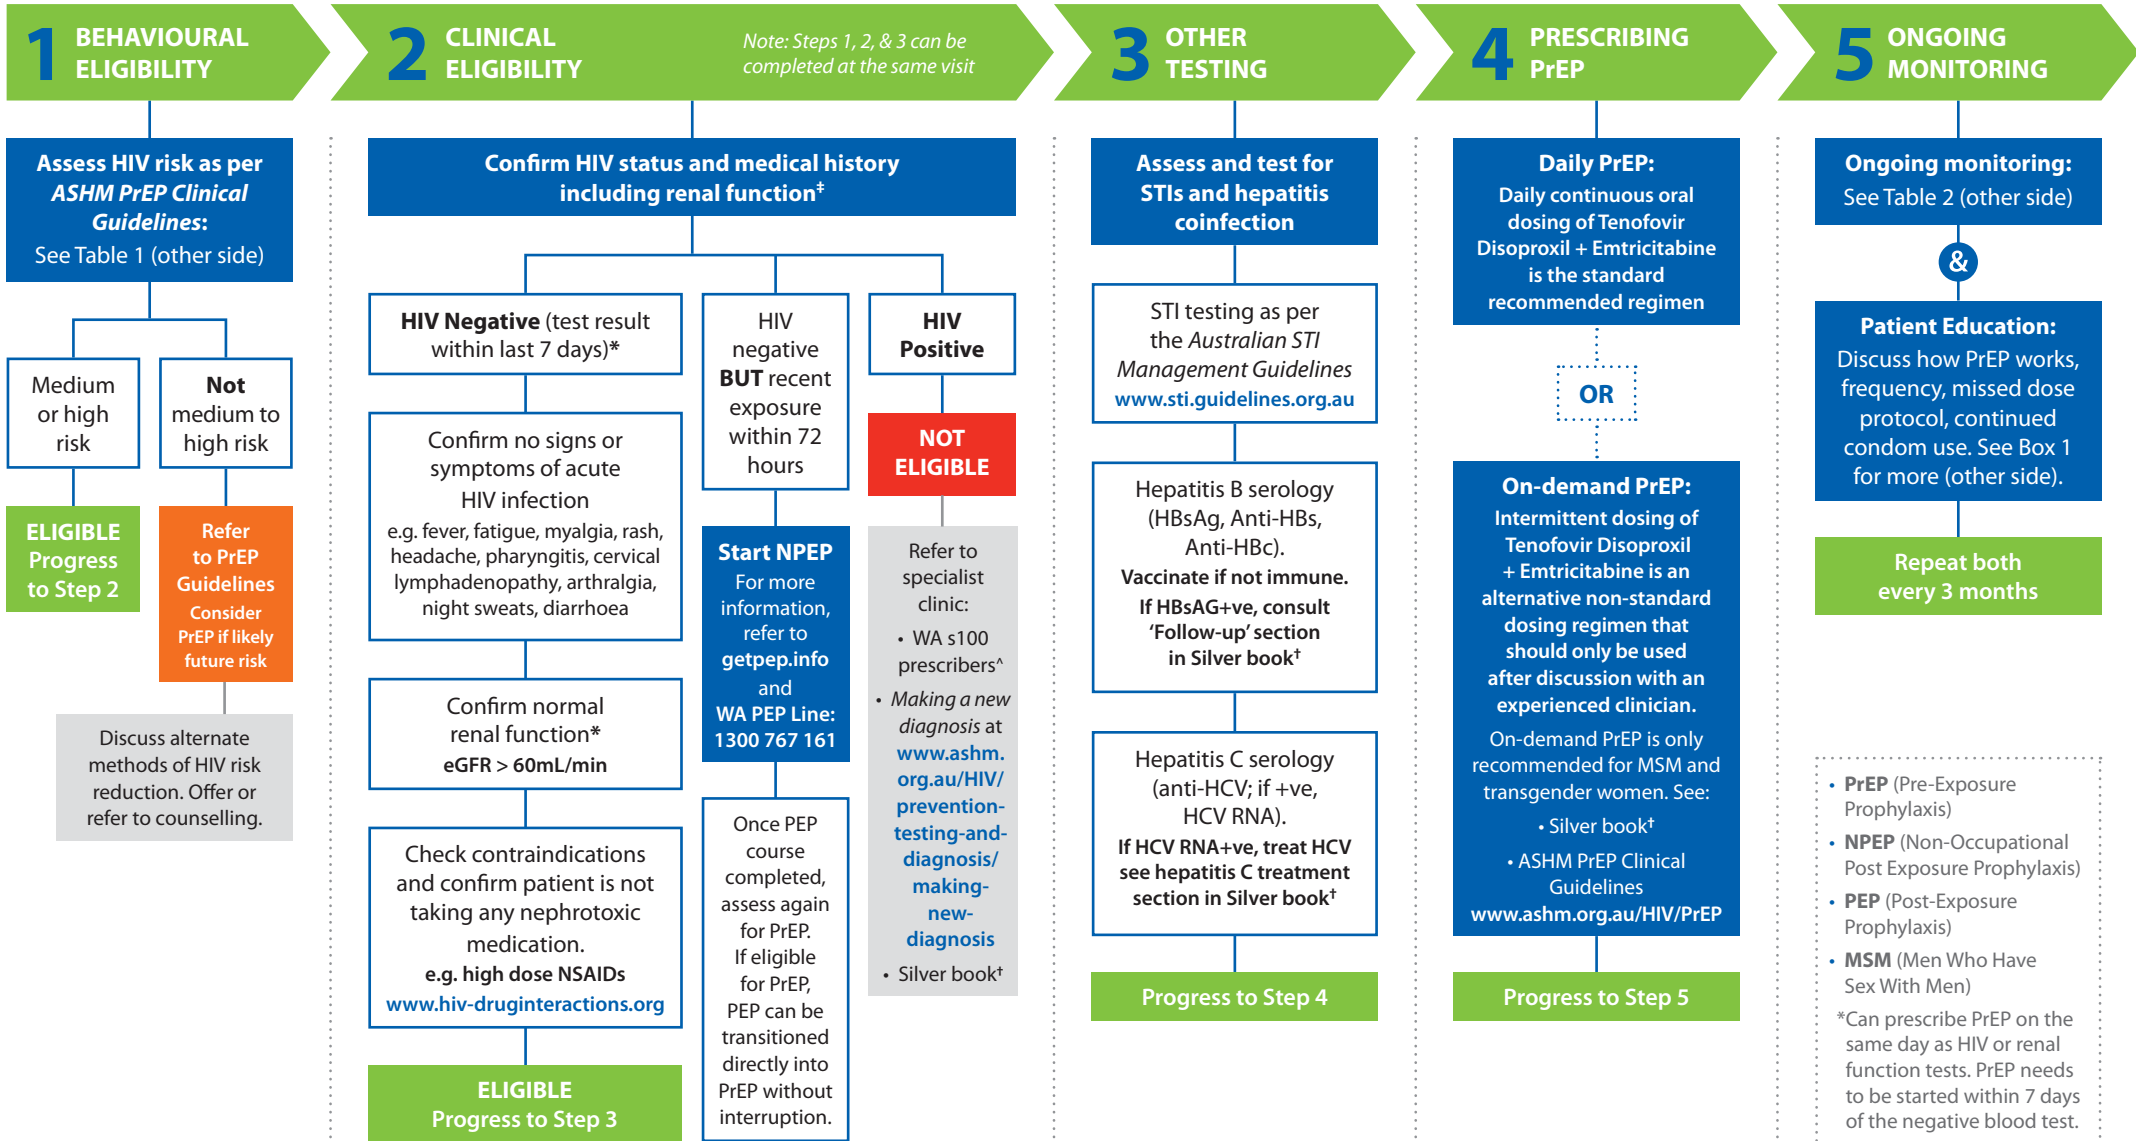 1 BEHAVIOURAL
ELIGIBILITY
Assess HIV risk as per
ASHM PrEP Clinical
Guidelines:
See Table 1 (other side)
Medium
or high
risk
ELIGIBLE
Progress
to Step 2
Not
medium to
high risk
Refer
to PrEP
Guidelines
Consider
PrEP if likely
future risk
Discuss alternate
methods of HIV risk
reduction. Offer or
refer to counselling.
2 CLINICAL
ELIGIBILITY
Note: Steps 1, 2, & 3 can be
completed at the same visit
Confirm HIV status and medical history
including renal function‡
HIV Negative (test result
within last 7 days)*
Confirm no signs or
symptoms of acute
HIV infection
e.g. fever, fatigue, myalgia, rash,
headache, pharyngitis, cervical
lymphadenopathy, arthralgia,
night sweats, diarrhoea
Confirm normal
renal function*
eGFR > 60mL/min
Check contraindications
and confirm patient is not
taking any nephrotoxic
medication.
e.g. high dose NSAIDs
www.hiv-druginteractions.org
ELIGIBLE
Progress to Step 3
HIV
negative
BUT recent
exposure
within 72
hours
Start NPEP
For more
information,
refer to
getpep.info
and
WA PEP Line:
1300 767 161
Once PEP
course
completed,
assess again
for PrEP.
If eligible
for PrEP,
PEP can be
transitioned
directly into
PrEP without
interruption.
HIV
Positive
NOT
ELIGIBLE
Refer to
specialist
clinic:
• WA s100
prescribers^
• Making a new
diagnosis at
www.ashm.
org.au/HIV/
prevention-
testing-and-
diagnosis/
making-
new-
diagnosis
• Silver book†
3 OTHER
TESTING
Assess and test for
STIs and hepatitis
coinfection
STI testing as per
the Australian STI
Management Guidelines
www.sti.guidelines.org.au
Hepatitis B serology
(HBsAg, Anti-HBs,
Anti-HBc).
Vaccinate if not immune.
If HBsAG+ve, consult
‘Follow-up’ section
in Silver book†
Hepatitis C serology
(anti-HCV; if +ve,
HCV RNA).
If HCV RNA+ve, treat HCV
see hepatitis C treatment
section in Silver book†
Progress to Step 4
4 PRESCRIBING
PrEP
Daily PrEP:
Daily continuous oral
dosing of Tenofovir
Disoproxil + Emtricitabine
is the standard
recommended regimen
OR
On-demand PrEP:
Intermittent dosing of
Tenofovir Disoproxil
+ Emtricitabine is an
alternative non-standard
dosing regimen that
should only be used
after discussion with an
experienced clinician.
On-demand PrEP is only
recommended for MSM and
transgender women. See:
• Silver book†
• ASHM PrEP Clinical
Guidelines
www.ashm.org.au/HIV/PrEP
Progress to Step 5
5 ONGOING
MONITORING
Ongoing monitoring:
See Table 2 (other side)
&
Patient Education:
Discuss how PrEP works,
frequency, missed dose
protocol, continued
condom use. See Box 1
for more (other side).
Repeat both
every 3 months
• PrEP (Pre-Exposure
Prophylaxis)
• NPEP (Non-Occupational
Post Exposure Prophylaxis)
• PEP (Post-Exposure
Prophylaxis)
• MSM (Men Who Have
Sex With Men)
*Can prescribe PrEP on the
same day as HIV or renal
function tests. PrEP needs
to be started within 7 days
of the negative blood test.